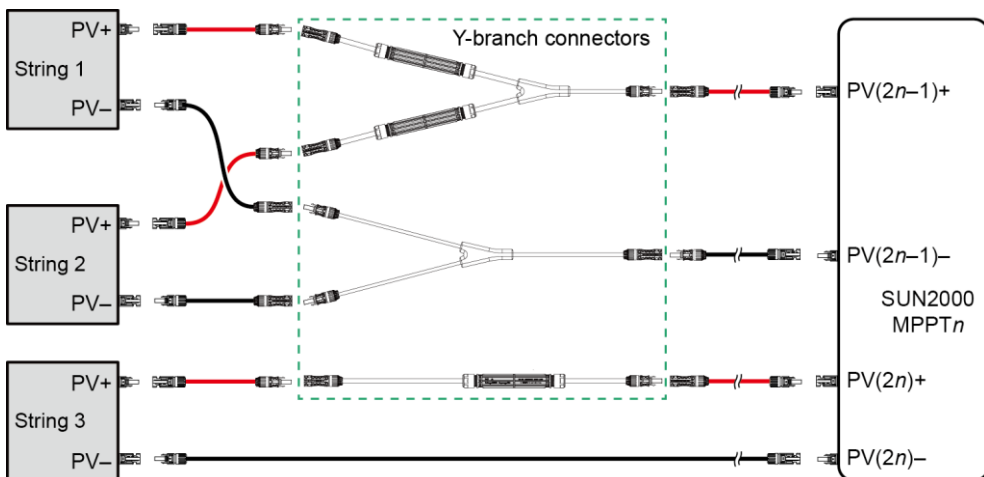 PV+
String 1
PV–
Y-branch connectors
PV(2n–1)+
PV+
String 2
PV–
PV(2n–1)–
SUN2000
MPPTn
PV+
String 3
PV–
PV(2n)+
PV(2n)–